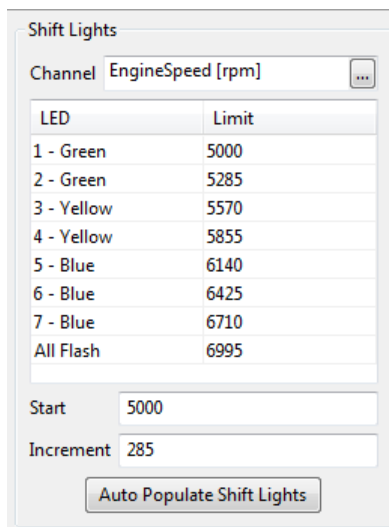 Shift Lights
Channel EngineSpeed [rpm] ...
LED Limit
1 - Green 5000
2 - Green 5285
3 - Yellow 5570
4 - Yellow 5855
5 - Blue 6140
6 - Blue 6425
7 - Blue 6710
All Flash 6995
Start 5000
Increment 285
Auto Populate Shift Lights